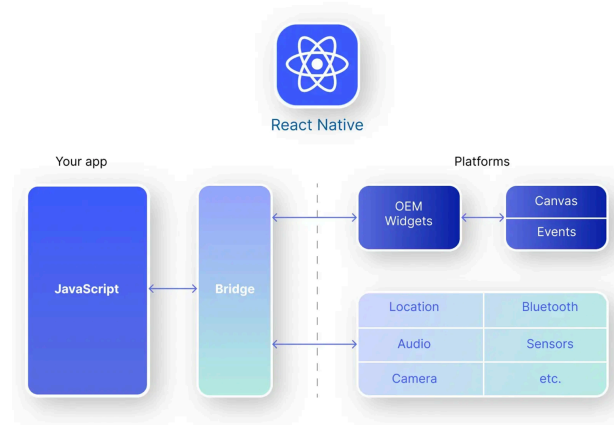 React Native
Your app
Platforms
JavaScript
Bridge
OEM
Widgets
Canvas
Events
Location
Bluetooth
Audio
Sensors
Camera
etc.